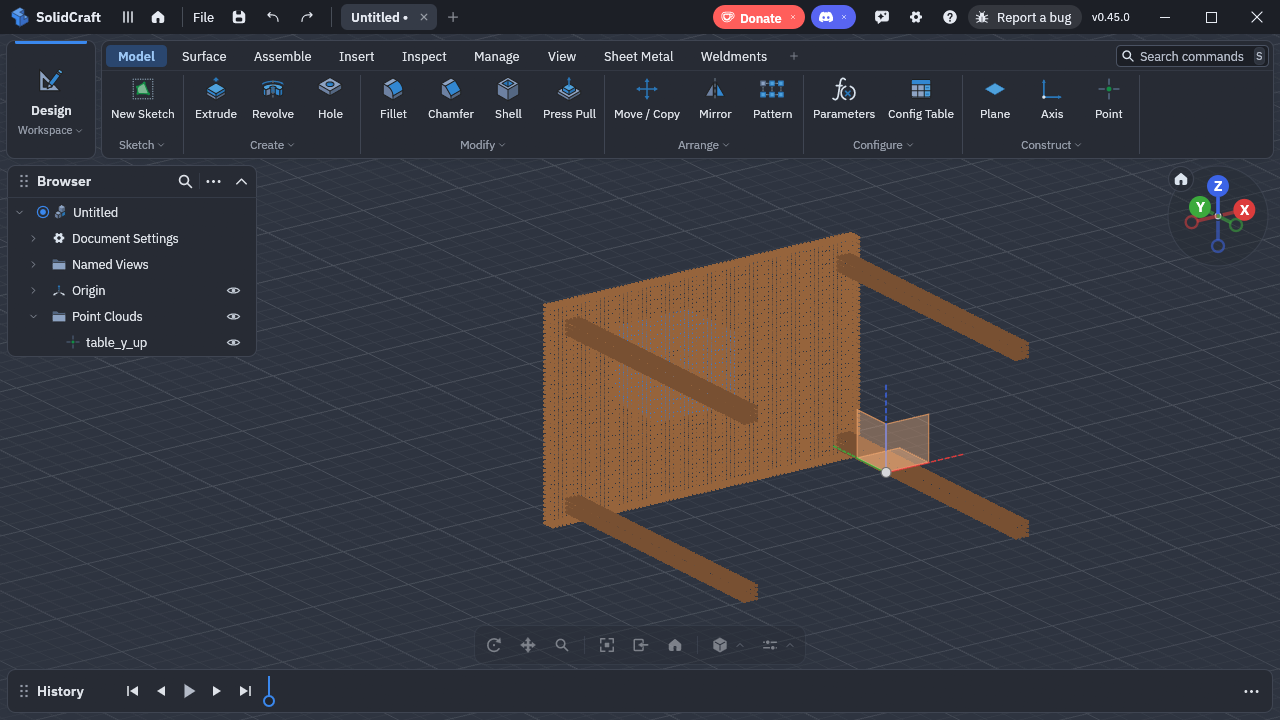 SolidCraft
File
Untitled •
Donate
Report a bug
v0.45.0
Design
Workspace
Model
Surface
Assemble
Insert
Inspect
Manage
View
Sheet Metal
Weldments
Search commands
S
New Sketch
Extrude
Revolve
Hole
Fillet
Chamfer
Shell
Press Pull
Move / Copy
Mirror
Pattern
Parameters
Config Table
Plane
Axis
Point
Sketch
Create
Modify
Arrange
Configure
Construct
Browser
Untitled
Document Settings
Named Views
Origin
Point Clouds
table_y_up
Z
Y
X
History